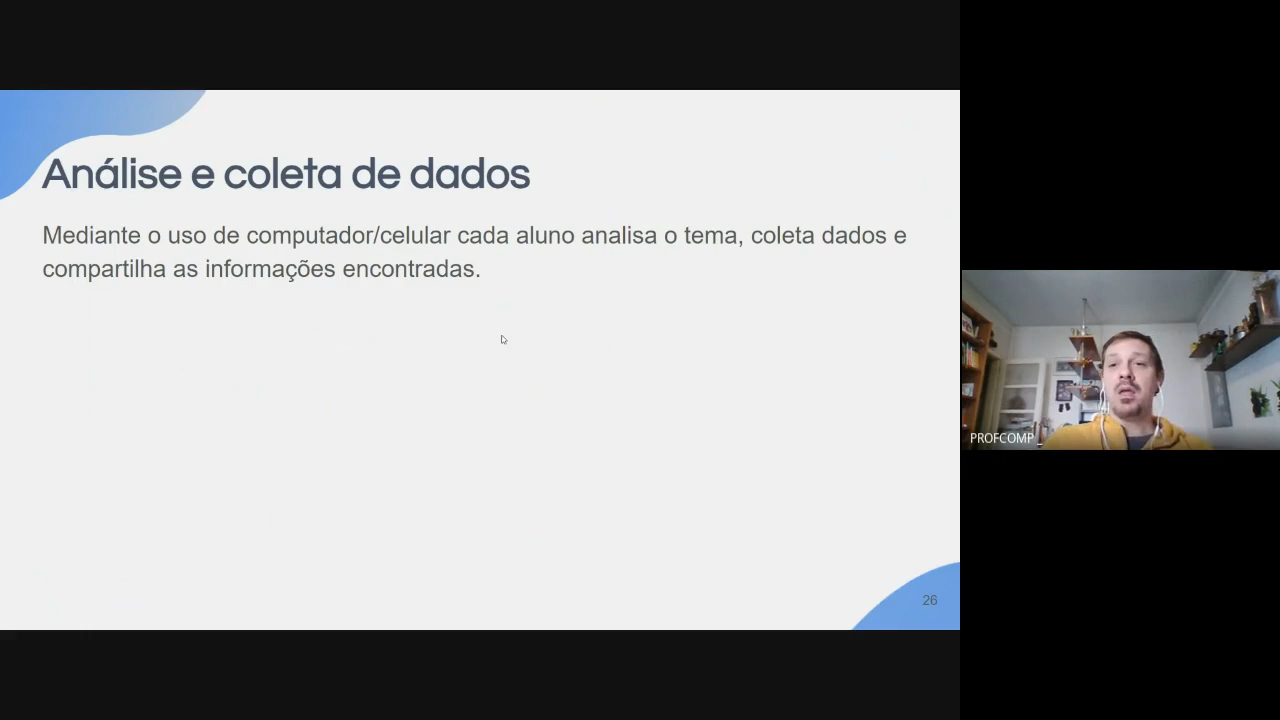 Análise e coleta de dados
Mediante o uso de computador/celular cada aluno analisa o tema, coleta dados e
compartilha as informações encontradas.
PROFCOMP _
26